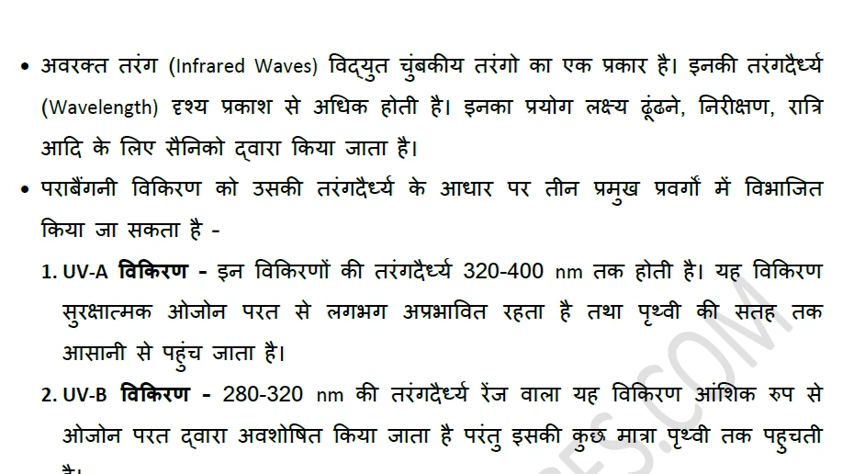 • अवरक्त तरंग (Infrared Waves) विद्युत चुंबकीय तरंगो का एक प्रकार है। इनकी तरंगदैर्ध्य
(Wavelength) दृश्य प्रकाश से अधिक होती है। इनका प्रयोग लक्ष्य ढूंढने, निरीक्षण, रात्रि
आदि के लिए सैनिको द्वारा किया जाता है।
• पराबैंगनी विकिरण को उसकी तरंगदैर्ध्य के आधार पर तीन प्रमुख प्रवर्गों में विभाजित
किया जा सकता है -
1. UV-A विकिरण - इन विकिरणों की तरंगदैर्ध्य 320-400 nm तक होती है। यह विकिरण
सुरक्षात्मक ओजोन परत से लगभग अप्रभावित रहता है तथा पृथ्वी की सतह तक
आसानी से पहुंच जाता है।
2. UV-B विकिरण - 280-320 nm की तरंगदैर्ध्य रेंज वाला यह विकिरण आंशिक रुप से
ओजोन परत द्वारा अवशोषित किया जाता है परंतु इसकी कुछ मात्रा पृथ्वी तक पहुचती
है।